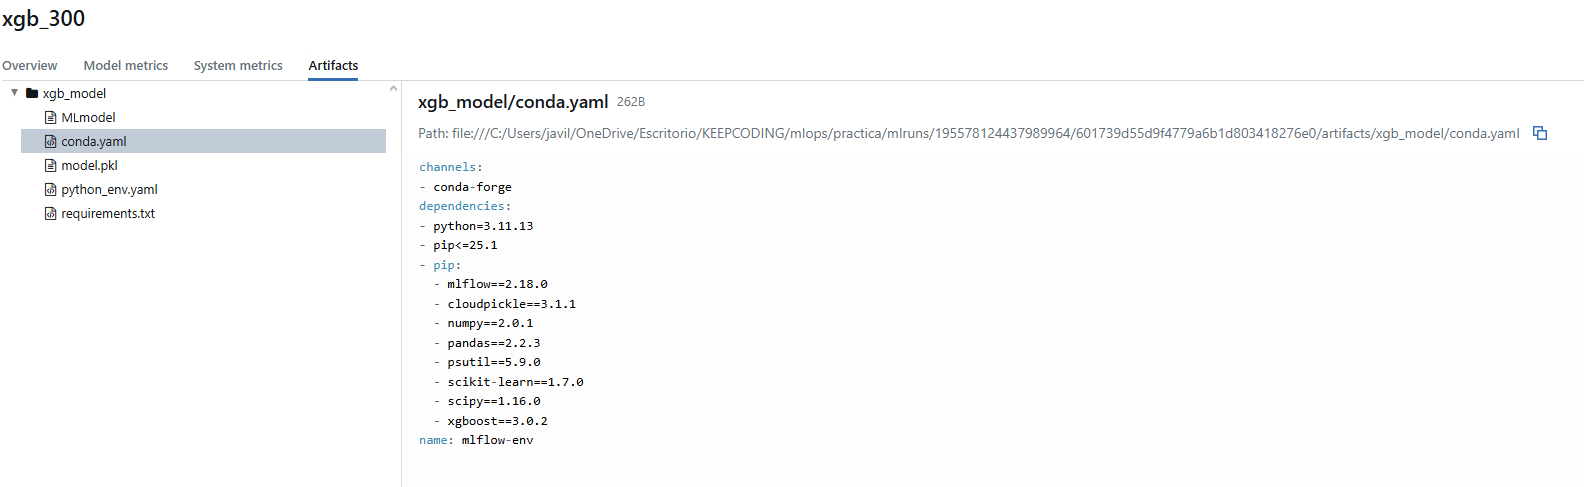 xgb_300
Overview Model metrics System metrics Artifacts
xgb_model
MLmodel
conda.yaml
model.pkl
python_env.yaml
requirements.txt
xgb_model/conda.yaml 262B
Path: file:///C:/Users/javil/OneDrive/Escritorio/KEEPCODING/mlops/practica/mlruns/195578124437989964/601739d55d9f4779a6b1d803418276e0/artifacts/xgb_model/conda.yaml
channels:
- conda-forge
dependencies:
- python=3.11.13
- pip<=25.1
- pip:
  - mlflow==2.18.0
  - cloudpickle==3.1.1
  - numpy==2.0.1
  - pandas==2.2.3
  - psutil==5.9.0
  - scikit-learn==1.7.0
  - scipy==1.16.0
  - xgboost==3.0.2
name: mlflow-env